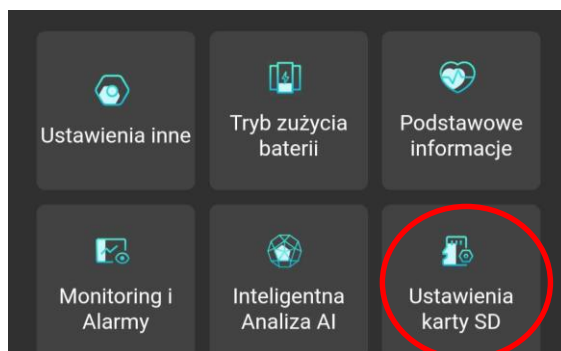 Ustawienia inne
Tryb zużycia
baterii
Podstawowe
informacje
Monitoring i
Alarmy
Inteligentna
Analiza AI
Ustawienia
karty SD